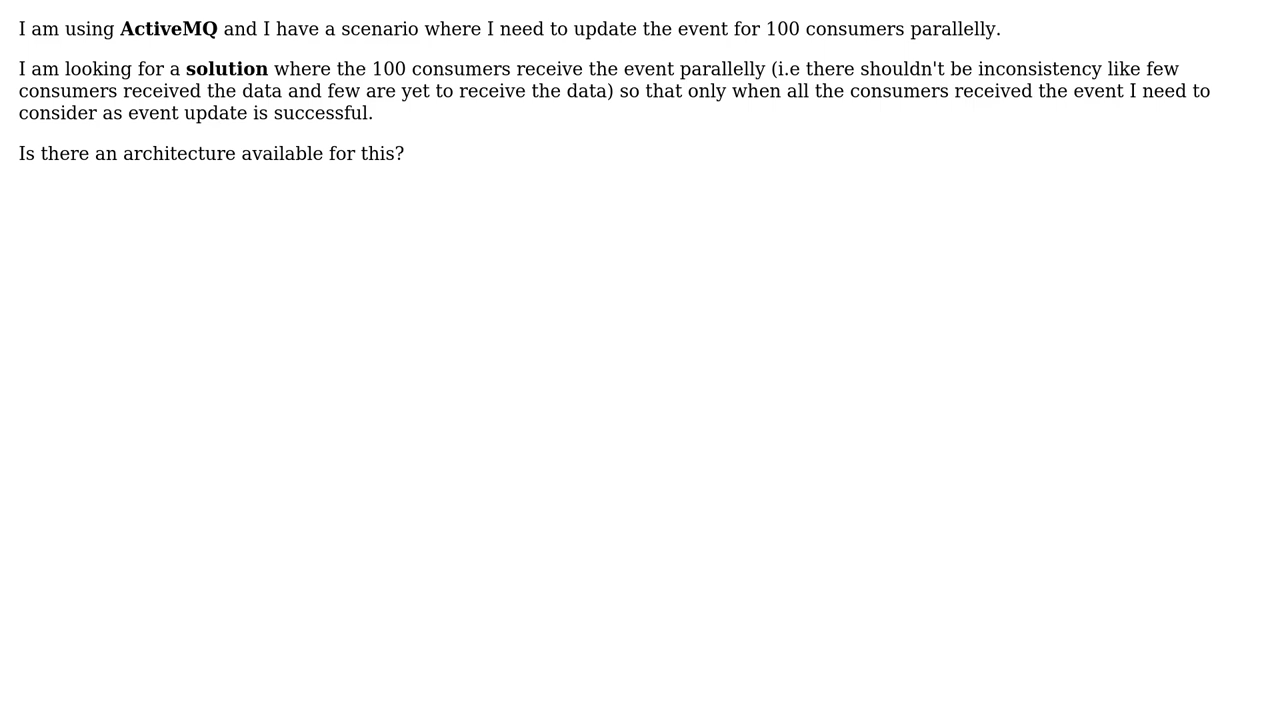 I am using ActiveMQ and I have a scenario where I need to update the event for 100 consumers parallelly.
I am looking for a solution where the 100 consumers receive the event parallelly (i.e there shouldn't be inconsistency like few
consumers received the data and few are yet to receive the data) so that only when all the consumers received the event I need to
consider as event update is successful.
Is there an architecture available for this?